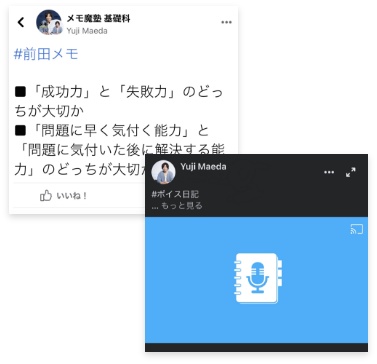 メモ魔塾 基礎科
Yuji Maeda
#前田メモ
■「成功力」と「失敗力」のどっ
ちが大切か
■「問題に早く気付く能力」と
「問題に気付いた後に解決する能
力」のどっちが大切か
いいね！
Yuji Maeda
#ボイス日記
... もっと見る